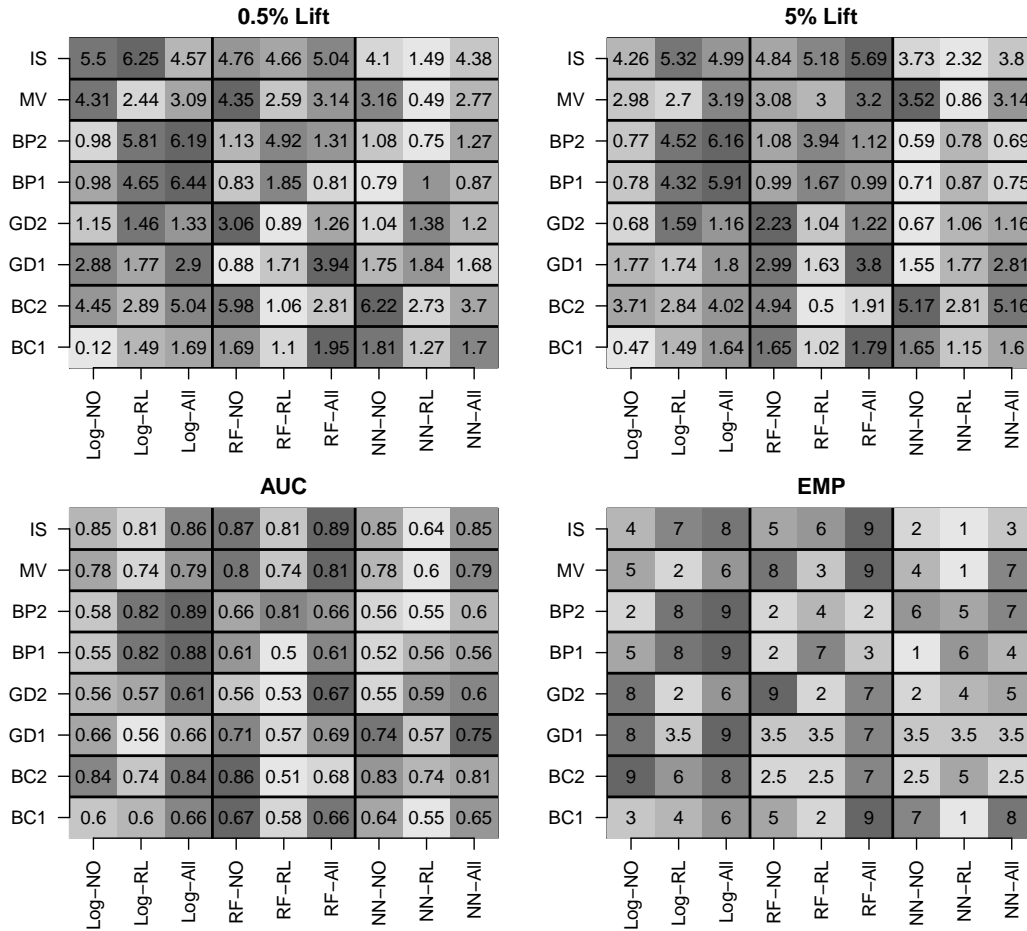 0.5% Lift
IS 5.5 6.25 4.57 4.76 4.66 5.04 4.1 1.49 4.38
MV 4.31 2.44 3.09 4.35 2.59 3.14 3.16 0.49 2.77
BP2 0.98 5.81 6.19 1.13 4.92 1.31 1.08 0.75 1.27
BP1 0.98 4.65 6.44 0.83 1.85 0.81 0.79 1 0.87
GD2 1.15 1.46 1.33 3.06 0.89 1.26 1.04 1.38 1.2
GD1 2.88 1.77 2.9 0.88 1.71 3.94 1.75 1.84 1.68
BC2 4.45 2.89 5.04 5.98 1.06 2.81 6.22 2.73 3.7
BC1 0.12 1.49 1.69 1.69 1.1 1.95 1.81 1.27 1.7
Log−NO Log−RL Log−All RF−NO RF−RL RF−All NN−NO NN−RL NN−All
5% Lift
IS 4.26 5.32 4.99 4.84 5.18 5.69 3.73 2.32 3.8
MV 2.98 2.7 3.19 3.08 3 3.2 3.52 0.86 3.14
BP2 0.77 4.52 6.16 1.08 3.94 1.12 0.59 0.78 0.69
BP1 0.78 4.32 5.91 0.99 1.67 0.99 0.71 0.87 0.75
GD2 0.68 1.59 1.16 2.23 1.04 1.22 0.67 1.06 1.16
GD1 1.77 1.74 1.8 2.99 1.63 3.8 1.55 1.77 2.81
BC2 3.71 2.84 4.02 4.94 0.5 1.91 5.17 2.81 5.16
BC1 0.47 1.49 1.64 1.65 1.02 1.79 1.65 1.15 1.6
Log−NO Log−RL Log−All RF−NO RF−RL RF−All NN−NO NN−RL NN−All
AUC
IS 0.85 0.81 0.86 0.87 0.81 0.89 0.85 0.64 0.85
MV 0.78 0.74 0.79 0.8 0.74 0.81 0.78 0.6 0.79
BP2 0.58 0.82 0.89 0.66 0.81 0.66 0.56 0.55 0.6
BP1 0.55 0.82 0.88 0.61 0.5 0.61 0.52 0.56 0.56
GD2 0.56 0.57 0.61 0.56 0.53 0.67 0.55 0.59 0.6
GD1 0.66 0.56 0.66 0.71 0.57 0.69 0.74 0.57 0.75
BC2 0.84 0.74 0.84 0.86 0.51 0.68 0.83 0.74 0.81
BC1 0.6 0.6 0.66 0.67 0.58 0.66 0.64 0.55 0.65
Log−NO Log−RL Log−All RF−NO RF−RL RF−All NN−NO NN−RL NN−All
EMP
IS 4 7 8 5 6 9 2 1 3
MV 5 2 6 8 3 9 4 1 7
BP2 2 8 9 2 4 2 6 5 7
BP1 5 8 9 2 7 3 1 6 4
GD2 8 2 6 9 2 7 2 4 5
GD1 8 3.5 9 3.5 3.5 7 3.5 3.5 3.5
BC2 9 6 8 2.5 2.5 7 2.5 5 2.5
BC1 3 4 6 5 2 9 7 1 8
Log−NO Log−RL Log−All RF−NO RF−RL RF−All NN−NO NN−RL NN−All